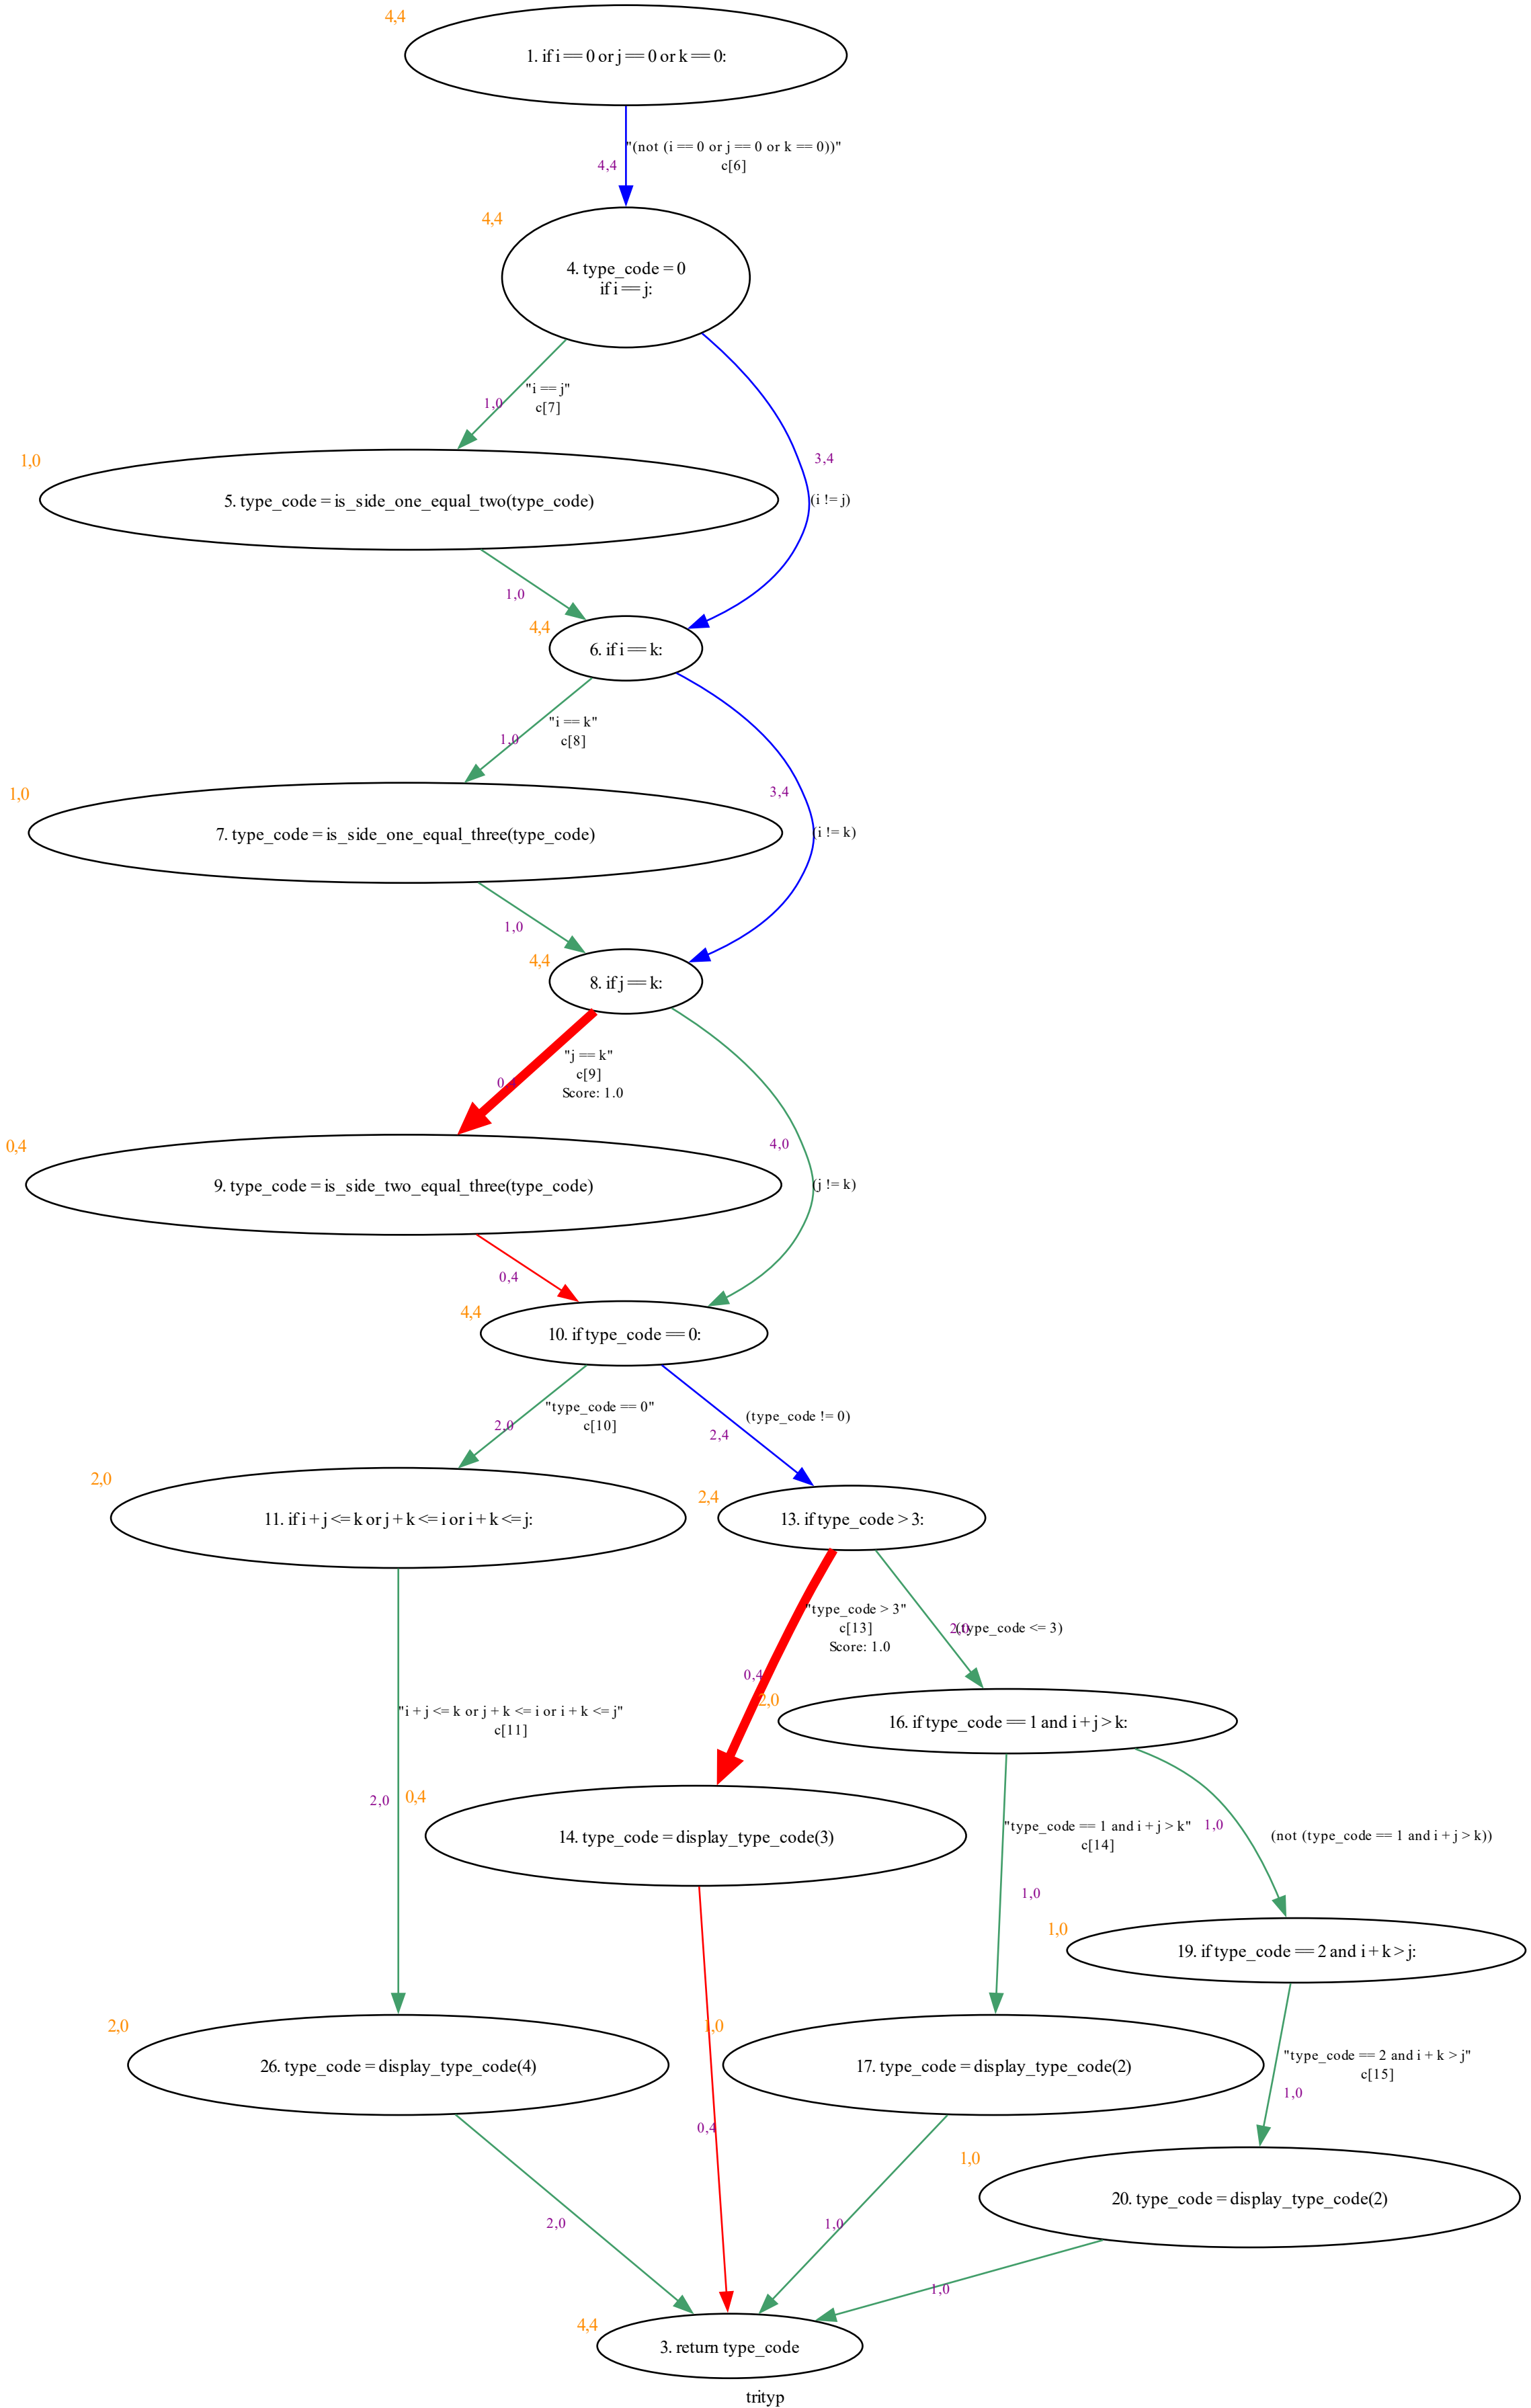 4,4
1. if i == 0 or j == 0 or k == 0:
"(not (i == 0 or j == 0 or k == 0))"
4,4
c[6]
4,4
4. type_code = 0
if i == j:
"i == j"
1,0
c[7]
3,4
1,0
5. type_code = is_side_one_equal_two(type_code)
(i != j)
1,0
4,4
6. if i == k:
"i == k"
1,0
c[8]
3,4
1,0
7. type_code = is_side_one_equal_three(type_code)
(i != k)
1,0
4,4
8. if j == k:
"j == k"
c[9]
0,4
Score: 1.0
4,0
0,4
9. type_code = is_side_two_equal_three(type_code)
(j != k)
0,4
4,4
10. if type_code == 0:
"type_code == 0"
2,0
c[10]
(type_code != 0)
2,4
2,0
11. if i + j <= k or j + k <= i or i + k <= j:
2,4
13. if type_code > 3:
"type_code > 3"
c[13]
Score: 1.0
0,4
2,0
(type_code <= 3)
2,0
16. if type_code == 1 and i + j > k:
"i + j <= k or j + k <= i or i + k <= j"
c[11]
2,0
0,4
14. type_code = display_type_code(3)
"type_code == 1 and i + j > k"
c[14]
1,0
1,0
(not (type_code == 1 and i + j > k))
1,0
19. if type_code == 2 and i + k > j:
2,0
26. type_code = display_type_code(4)
1,0
17. type_code = display_type_code(2)
"type_code == 2 and i + k > j"
c[15]
1,0
0,4
1,0
20. type_code = display_type_code(2)
2,0
1,0
1,0
4,4
3. return type_code
trityp